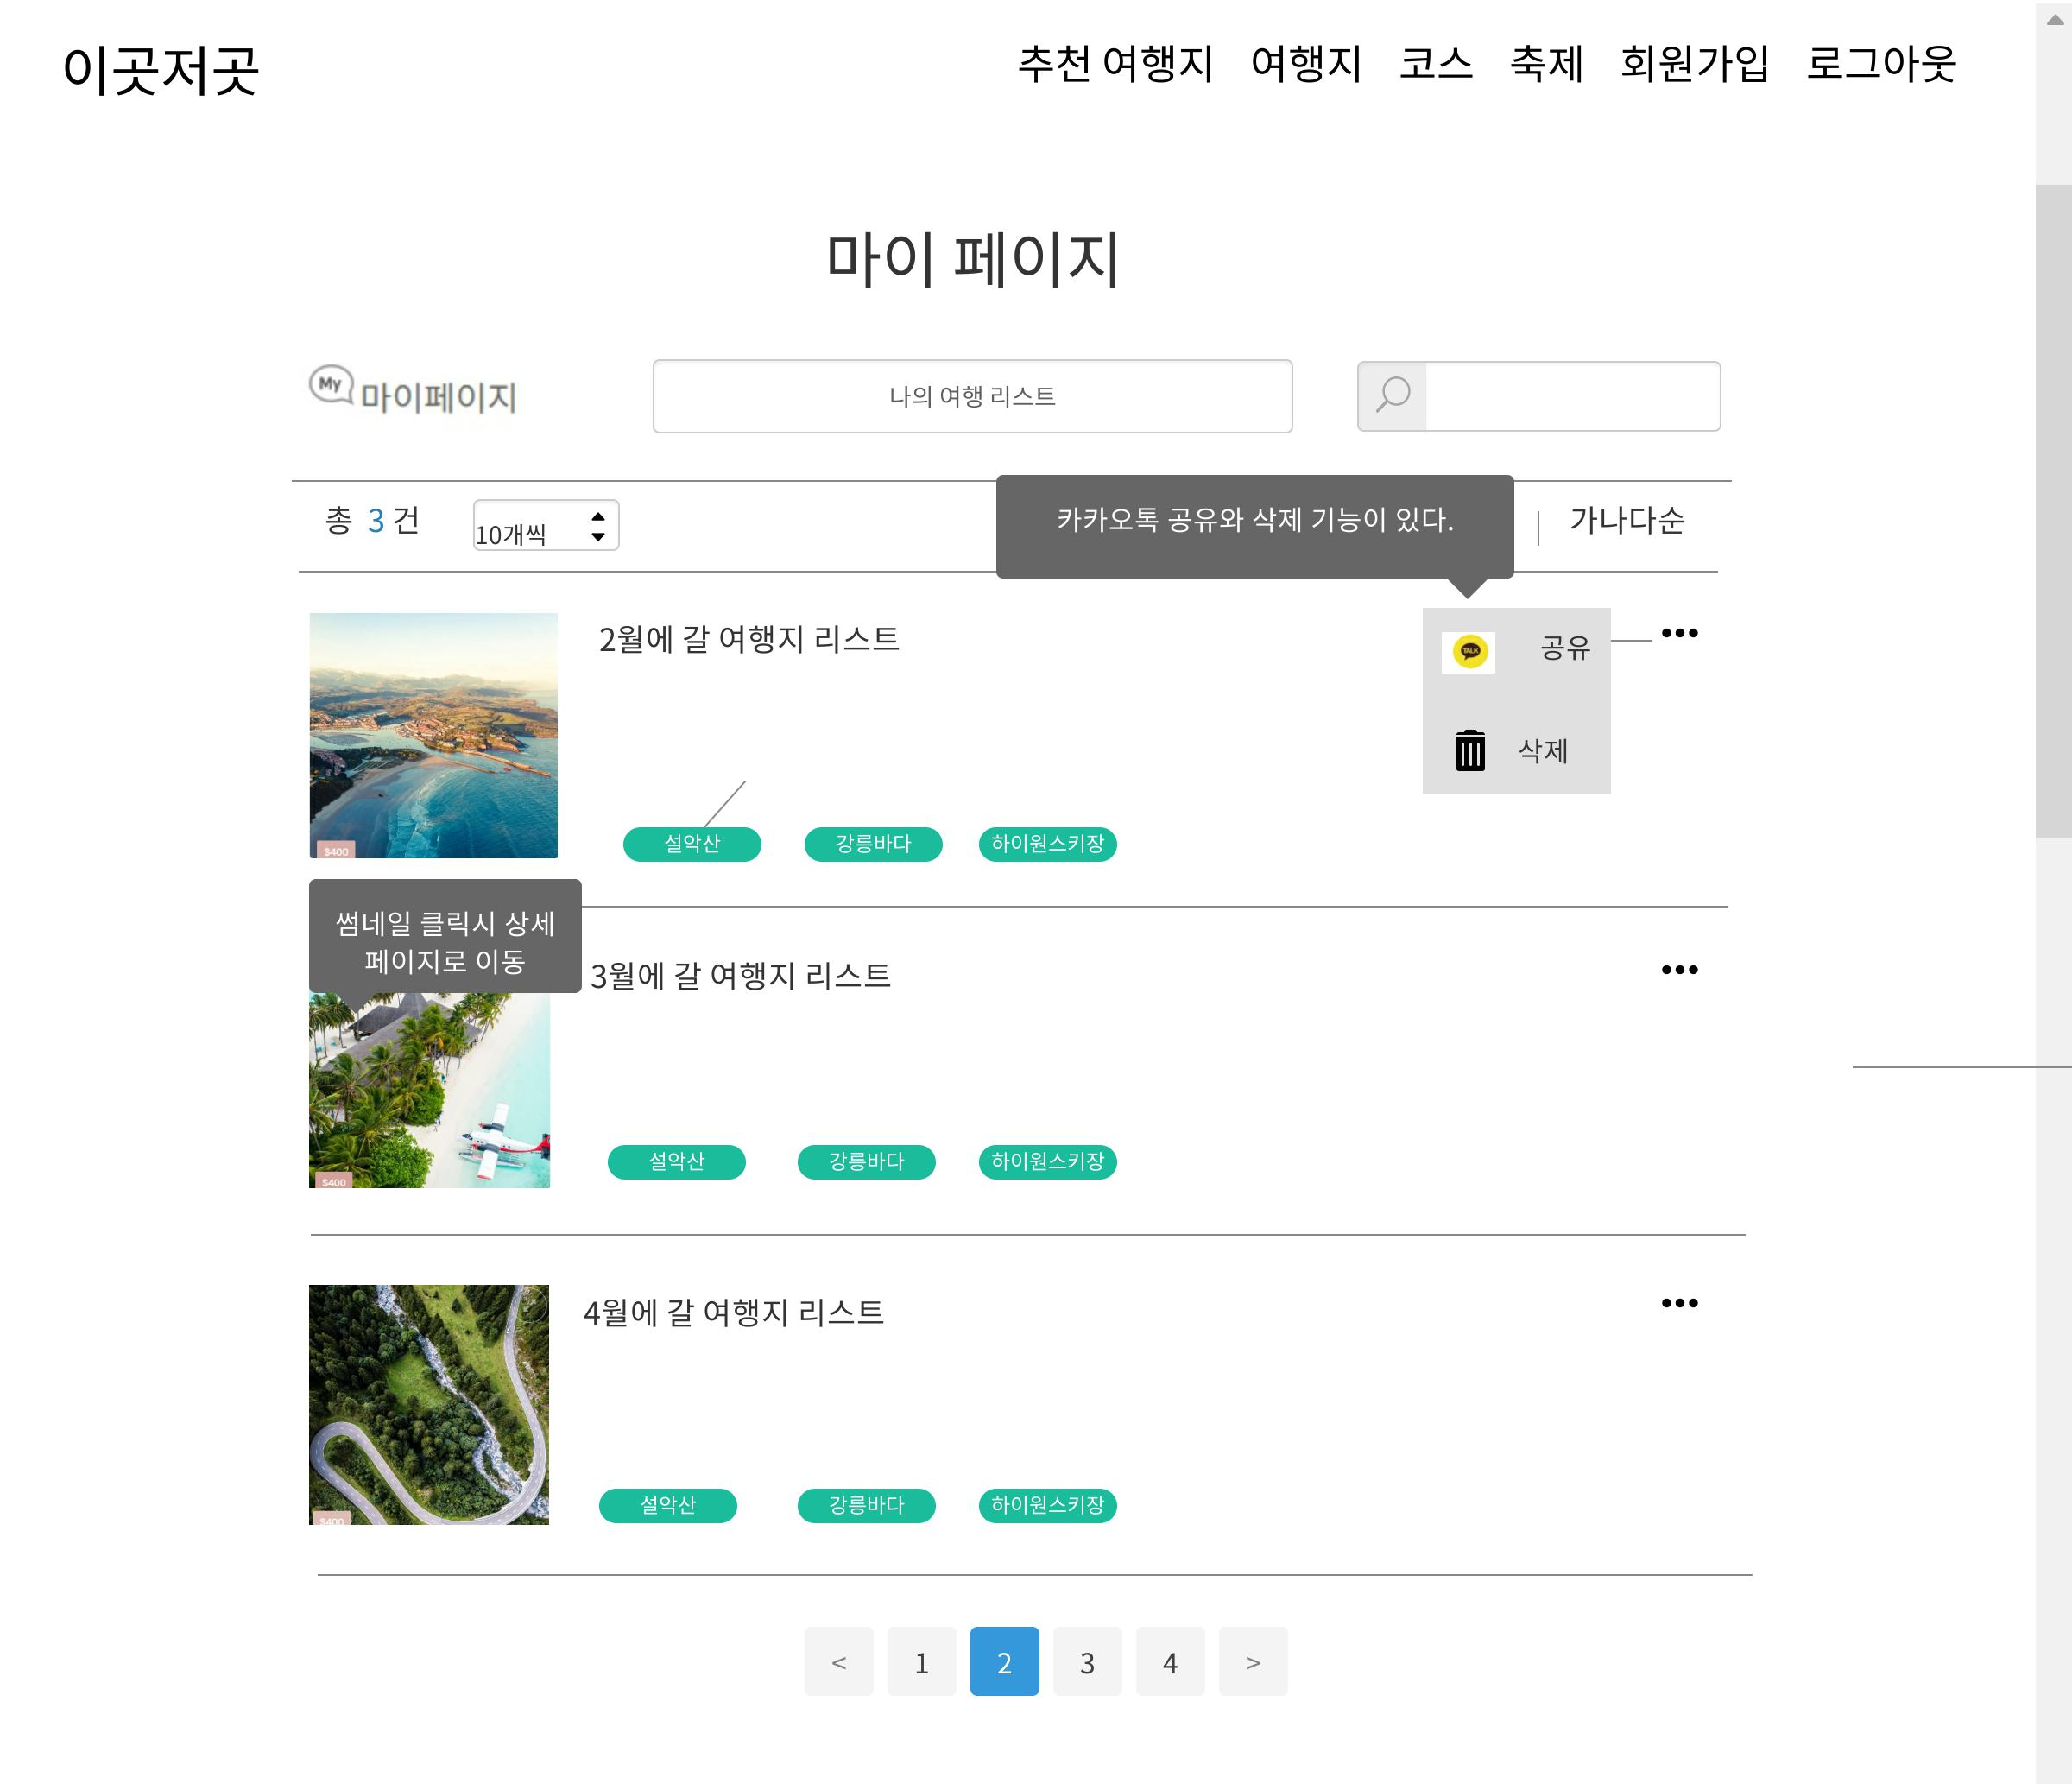 이곳저곳
추천 여행지 여행지 코스 축제 회원가입 로그아웃
마이 페이지
My 마이페이지
나의 여행 리스트
총 3 건
10개씩
카카오톡 공유와 삭제 기능이 있다.
가나다순
2월에 갈 여행지 리스트
TALK 공유
삭제
$400
설악산 강릉바다 하이원스키장
썸네일 클릭시 상세
페이지로 이동
3월에 갈 여행지 리스트
$400
설악산 강릉바다 하이원스키장
4월에 갈 여행지 리스트
$400
설악산 강릉바다 하이원스키장
< 1 2 3 4 >